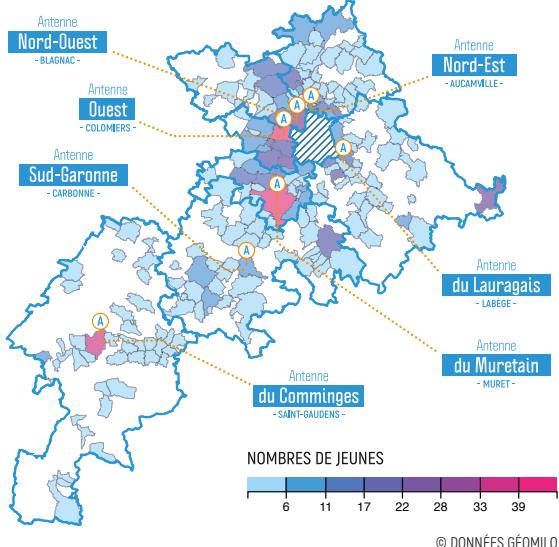 Antenne
Nord-Ouest
- BLAGNAC -
Antenne
Ouest
- COLOMIERS -
Antenne
Sud-Garonne
- CARBONNE -
Antenne
Nord-Est
- AUCAMVILLE -
A
A
A
A
A
A
A
Antenne
du Lauragais
- LABÈGE -
Antenne
du Muretain
- MURET -
Antenne
du Comminges
- SAINT-GAUDENS -
NOMBRES DE JEUNES
6 11 17 22 28 33 39
© DONNÉES GÉOMILO